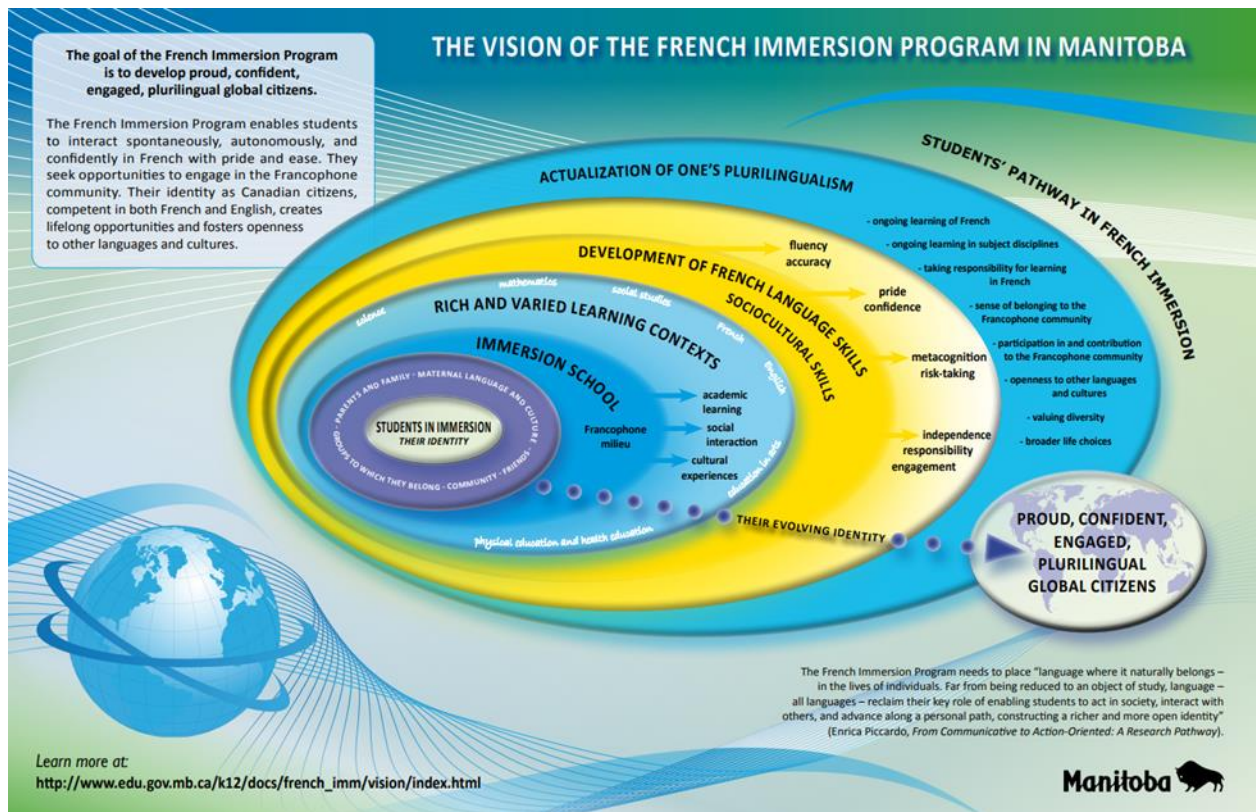 THE VISION OF THE FRENCH IMMERSION PROGRAM IN MANITOBA
The goal of the French Immersion Program
is to develop proud, confident,
engaged, plurilingual global citizens.
The French Immersion Program enables students
to interact spontaneously, autonomously, and
confidently in French with pride and ease. They
seek opportunities to engage in the Francophone
community. Their identity as Canadian citizens,
competent in both French and English, creates
lifelong opportunities and fosters openness
to other languages and cultures.
STUDENTS' PATHWAY IN FRENCH IMMERSION
ACTUALIZATION OF ONE'S PLURILINGUALISM
- ongoing learning of French
- ongoing learning in subject disciplines
- taking responsibility for learning
in French
- sense of belonging to the
Francophone community
- participation in and contribution
to the Francophone community
- openness to other languages
and cultures
- valuing diversity
- broader life choices
DEVELOPMENT OF FRENCH LANGUAGE SKILLS
SOCIOCULTURAL SKILLS
fluency
accuracy
pride
confidence
metacognition
risk-taking
independence
responsibility
engagement
science
mathematics
social studies
French
English
education in arts
physical education and health education
RICH AND VARIED LEARNING CONTEXTS
IMMERSION SCHOOL
Francophone
milieu
academic
learning
social
interaction
cultural
experiences
- PARENTS AND FAMILY - MATERNAL LANGUAGE AND CULTURE -
GROUPS TO WHICH THEY BELONG - COMMUNITY - FRIENDS -
STUDENTS IN IMMERSION
THEIR IDENTITY
THEIR EVOLVING IDENTITY
PROUD, CONFIDENT,
ENGAGED,
PLURILINGUAL
GLOBAL CITIZENS
The French Immersion Program needs to place “language where it naturally belongs –
in the lives of individuals. Far from being reduced to an object of study, language –
all languages – reclaim their key role of enabling students to act in society, interact with
others, and advance along a personal path, constructing a richer and more open identity”
(Enrica Piccardo, From Communicative to Action-Oriented: A Research Pathway).
Learn more at:
http://www.edu.gov.mb.ca/k12/docs/french_imm/vision/index.html
Manitoba